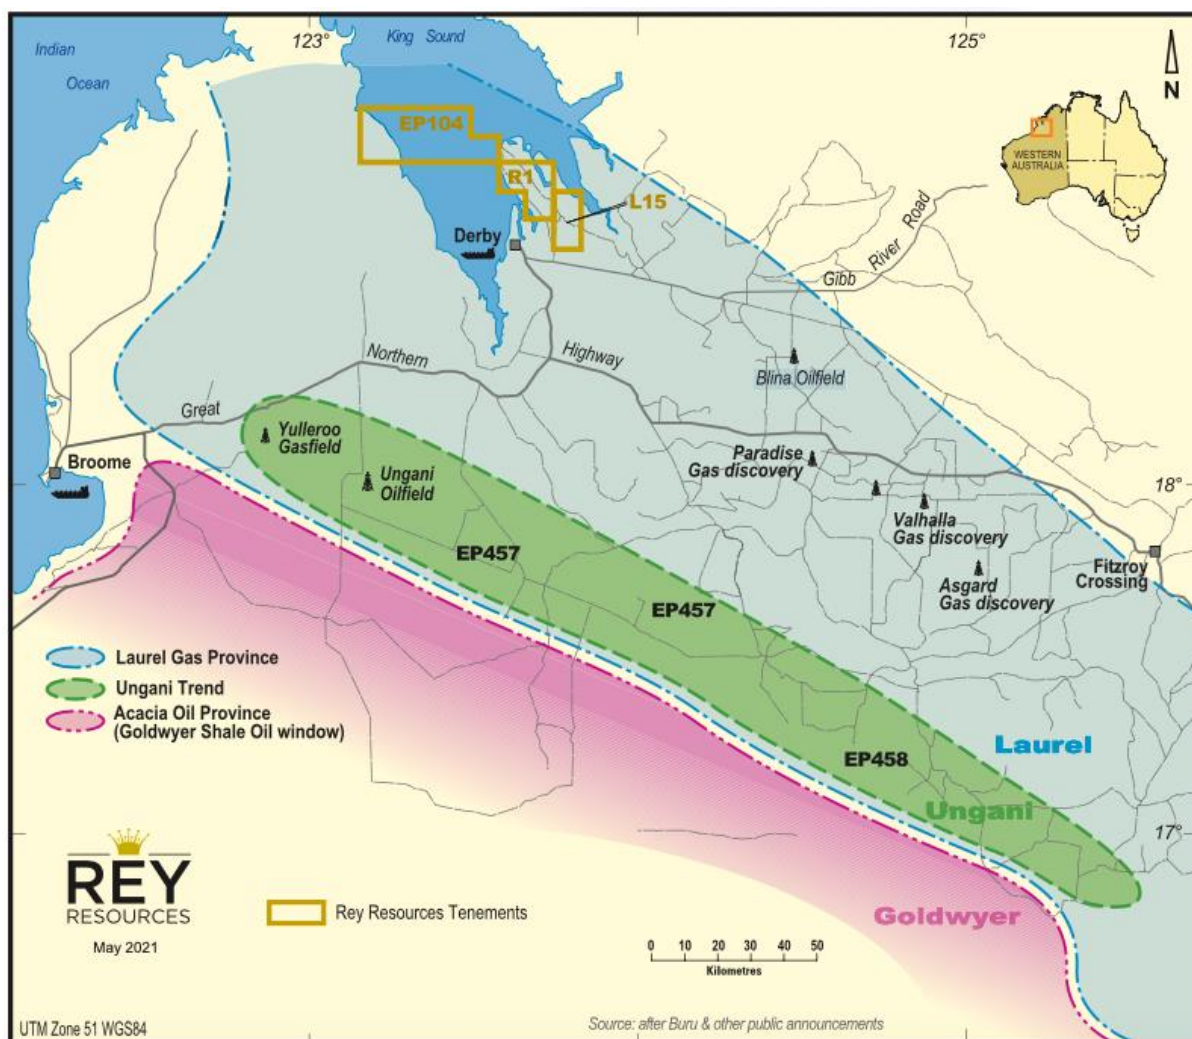 Indian
Ocean
123°
King Sound
125°
N
WESTERN
AUSTRALIA
EP104
R1
L15
Derby
Gibb River Road
Great Northern Highway
Blina Oilfield
Yulleroo
Gasfield
Ungani
Oilfield
Broome
Paradise
Gas discovery
18°
Valhalla
Gas discovery
Asgard
Gas discovery
Fitzroy
Crossing
EP457
EP457
Laurel Gas Province
Ungani Trend
Acacia Oil Province
(Goldwyer Shale Oil window)
EP458
Laurel
Ungani
17°
Goldwyer
REY
RESOURCES
May 2021
Rey Resources Tenements
0 10 20 30 40 50
Kilometres
UTM Zone 51 WGS84
Source: after Buru & other public announcements